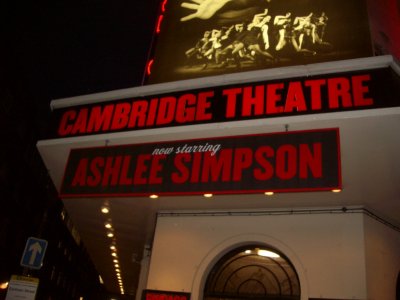 CAMBRIDGE THEATRE
now starring
ASHLEE SIMPSON